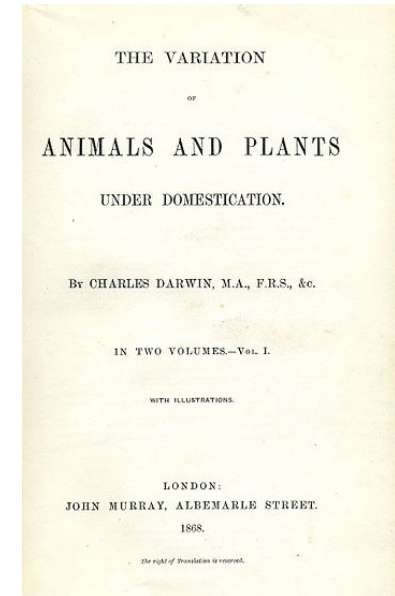 THE VARIATION
OF
ANIMALS AND PLANTS
UNDER DOMESTICATION.
By CHARLES DARWIN, M.A., F.R.S., &c.
IN TWO VOLUMES.—Vol. I.
WITH ILLUSTRATIONS.
LONDON:
JOHN MURRAY, ALBEMARLE STREET.
1868.
The right of Translation is reserved.